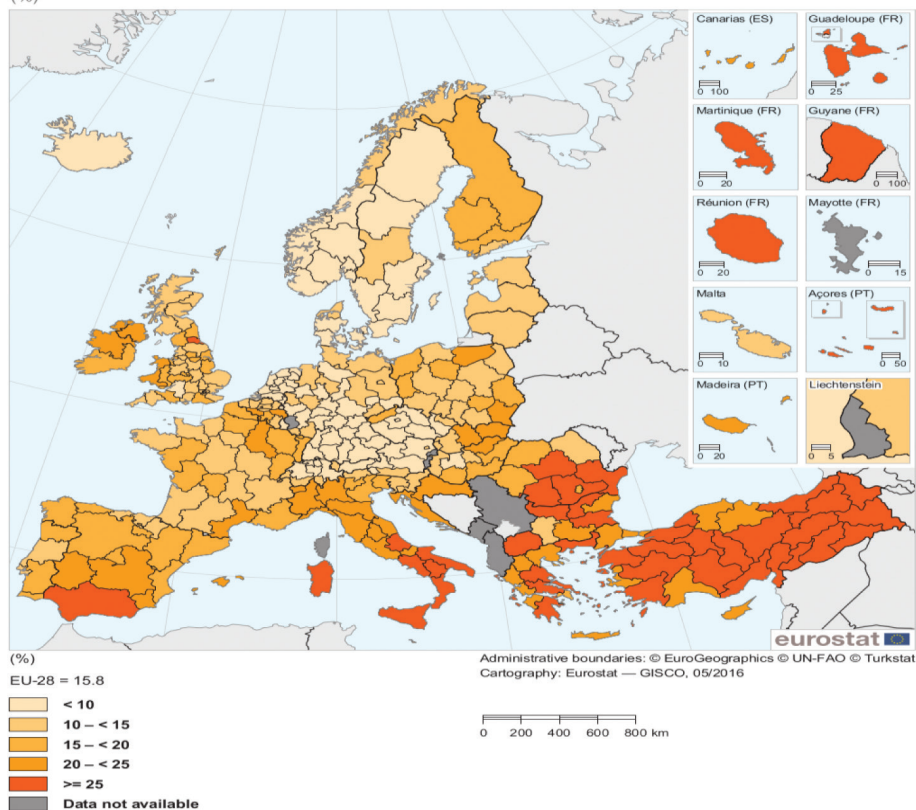 (%)
Canarias (ES)
0 100
Guadeloupe (FR)
0 25
Martinique (FR)
0 20
Guyane (FR)
0 100
Réunion (FR)
0 20
Mayotte (FR)
0 15
Malta
0 10
Açores (PT)
0 50
Madeira (PT)
0 20
Liechtenstein
0 5
eurostat
(%)
Administrative boundaries: © EuroGeographics © UN-FAO © Turkstat
Cartography: Eurostat — GISCO, 05/2016
EU-28 = 15.8
< 10
10 – < 15
15 – < 20
20 – < 25
>= 25
Data not available
0 200 400 600 800 km